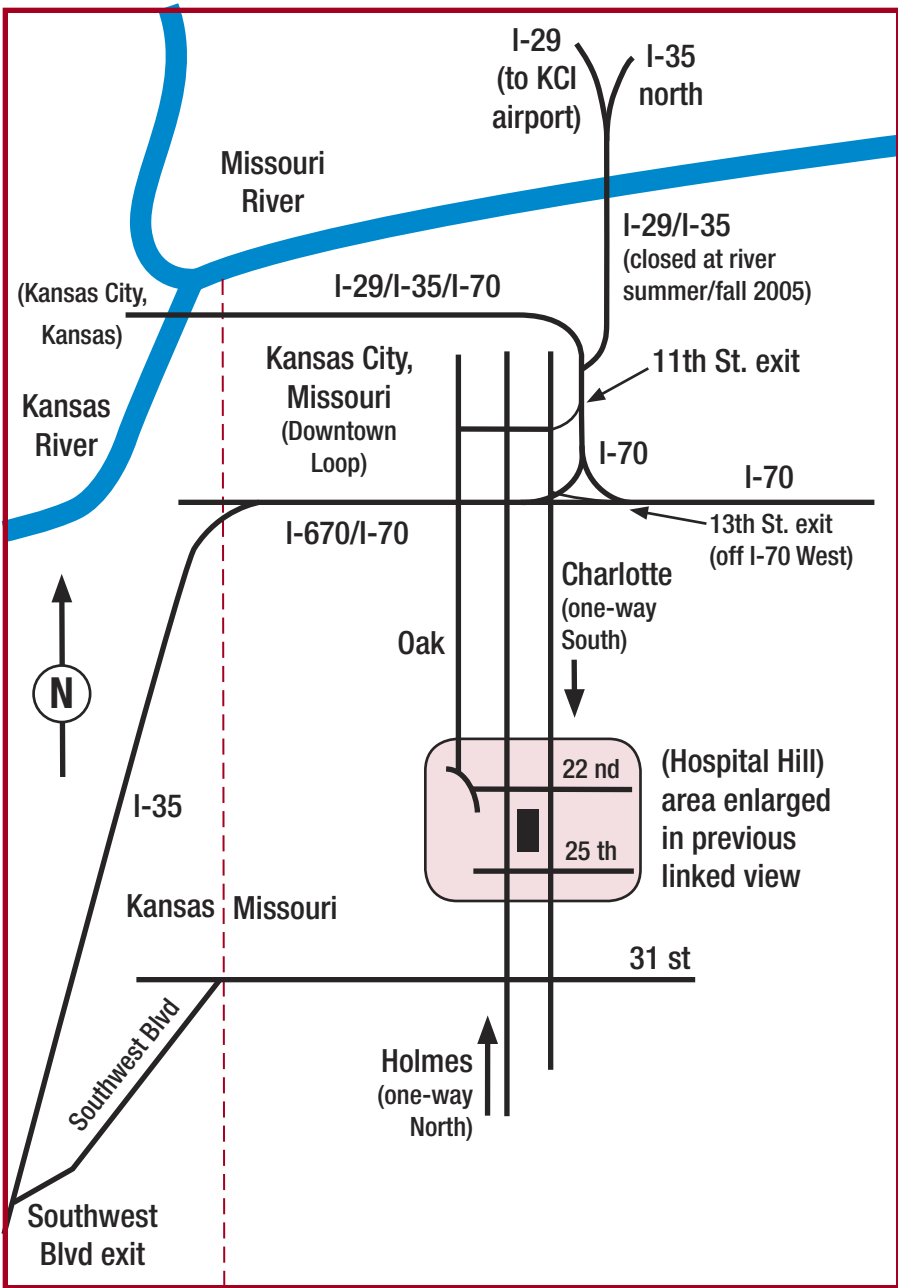 I-29
(to KCI
airport)
I-35
north
Missouri
River
I-29/I-35
(closed at river
summer/fall 2005)
(Kansas City,
Kansas)
I-29/I-35/I-70
Kansas City,
Missouri
(Downtown
Loop)
11th St. exit
Kansas
River
I-70
I-70
I-670/I-70
13th St. exit
(off I-70 West)
Charlotte
(one-way
South)
Oak
N
22 nd
25 th
(Hospital Hill)
area enlarged
in previous
linked view
I-35
Kansas
Missouri
31 st
Southwest Blvd
Holmes
(one-way
North)
Southwest
Blvd exit